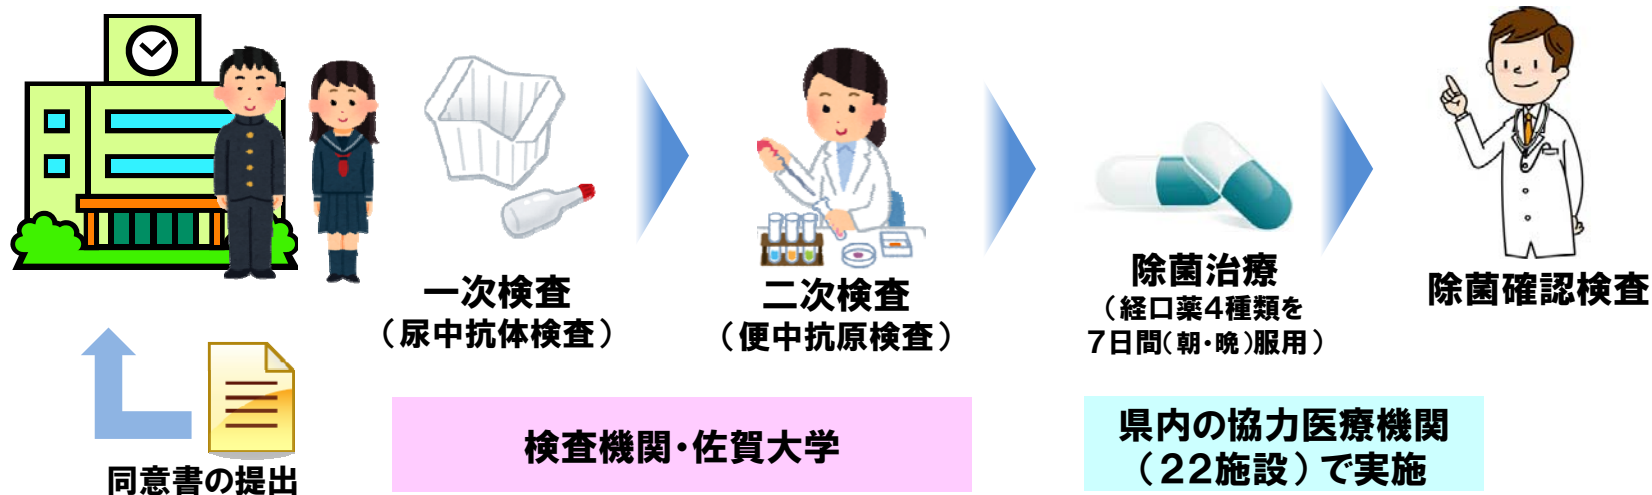 同意書の提出
一次検査
（尿中抗体検査）
二次検査
（便中抗原検査）
検査機関・佐賀大学
除菌治療
（経口薬4種類を
7日間（朝・晩）服用）
県内の協力医療機関
（22施設）で実施
除菌確認検査